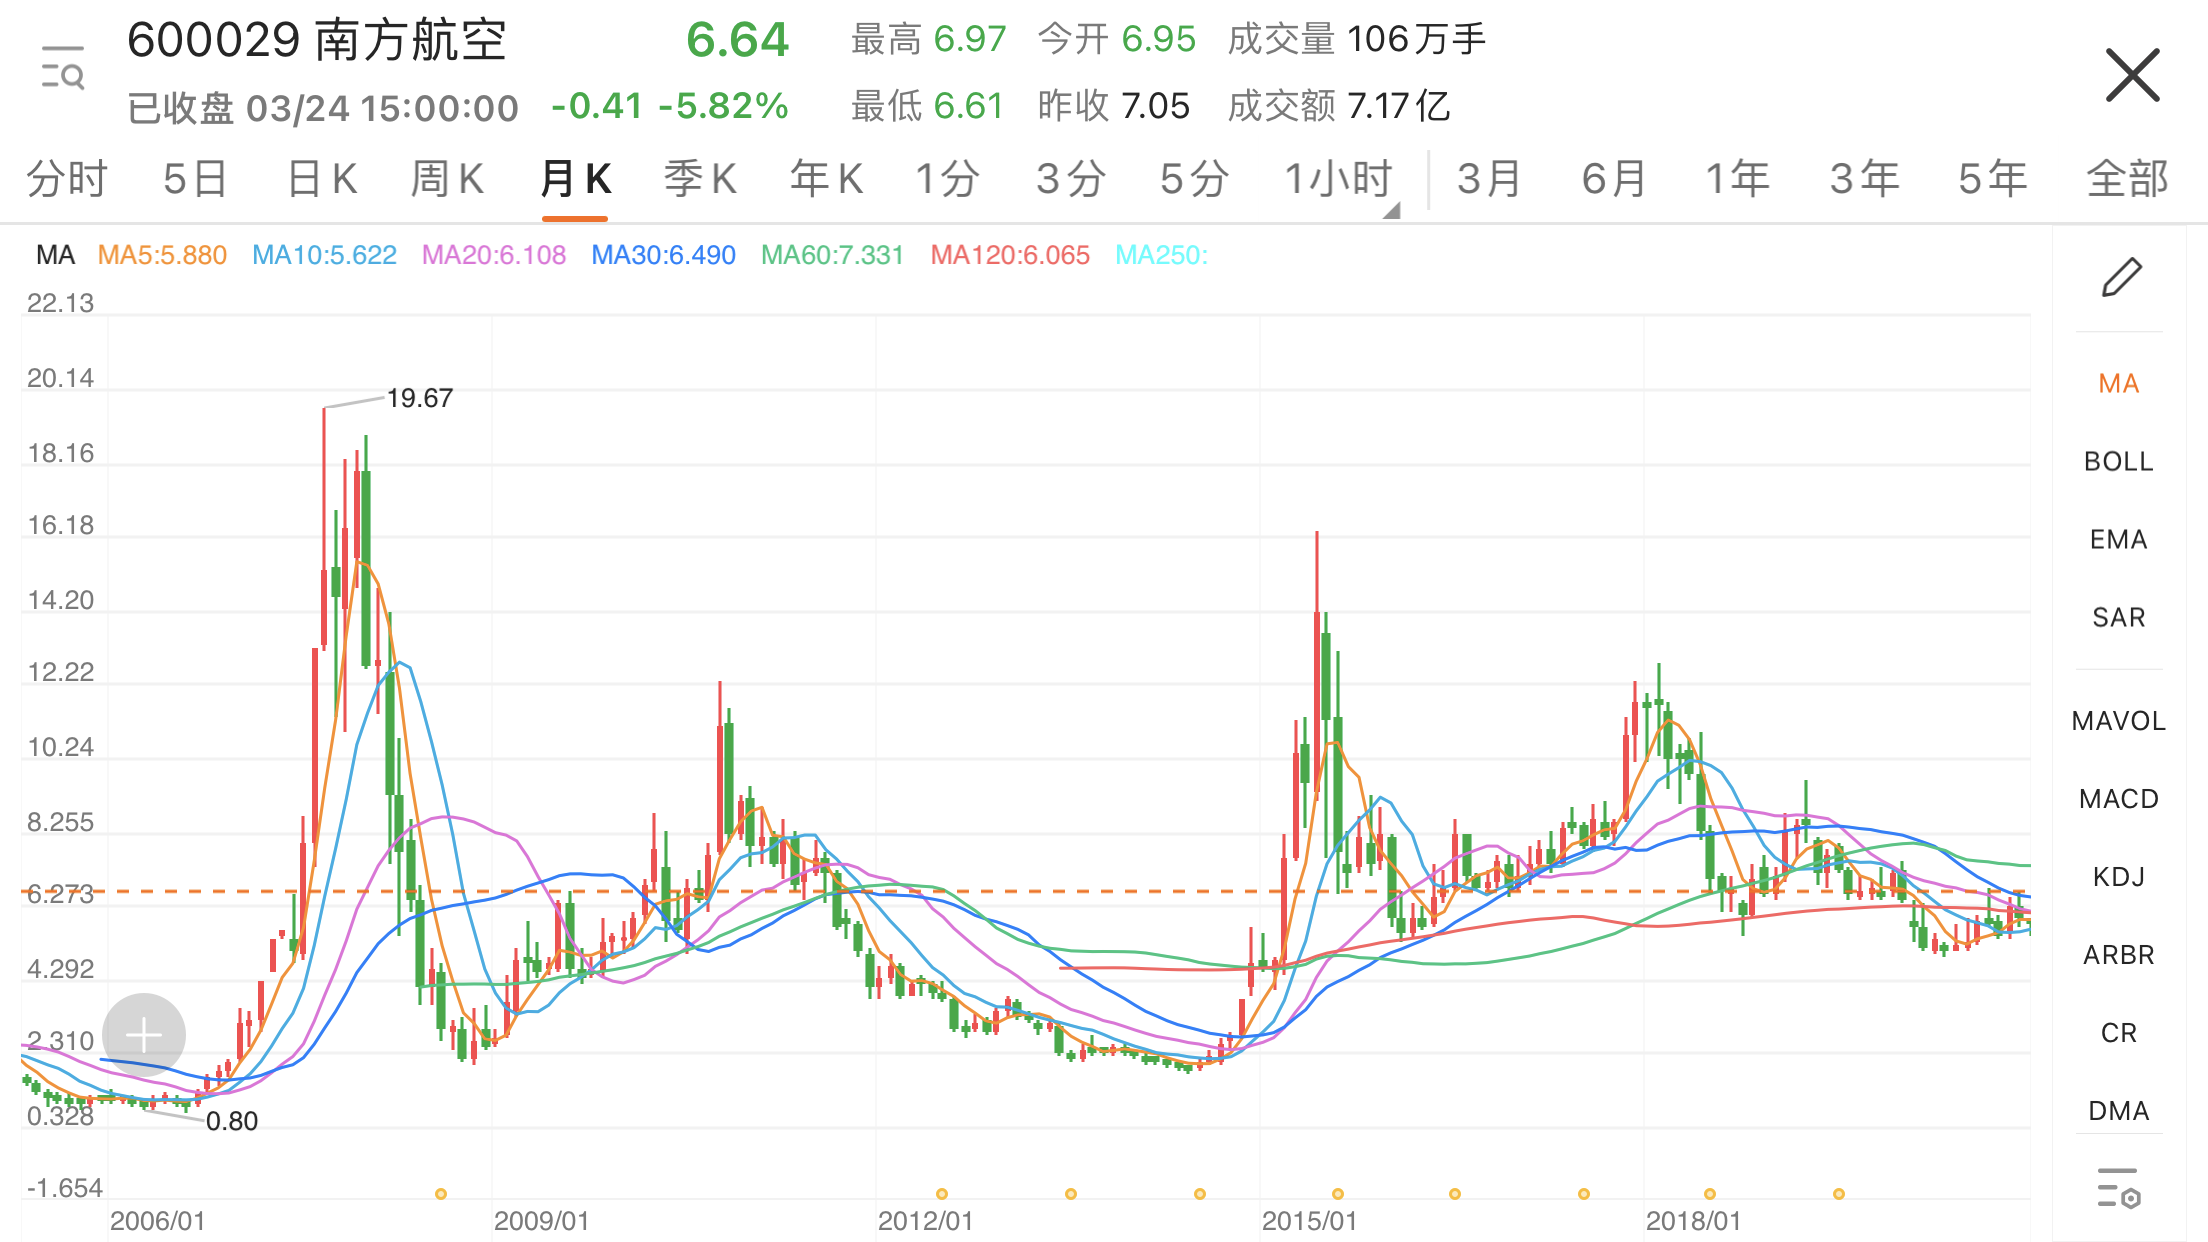 600029 南方航空 6.64 最高 6.97 今开 6.95 成交量 106万手
已收盘 03/24 15:00:00 -0.41 -5.82% 最低 6.61 昨收 7.05 成交额 7.17亿
分时 5日 日K 周K 月K 季K 年K 1分 3分 5分 1小时 3月 6月 1年 3年 5年 全部
MA MA5:5.880 MA10:5.622 MA20:6.108 MA30:6.490 MA60:7.331 MA120:6.065 MA250:
22.13
20.14
19.67
18.16
16.18
14.20
12.22
10.24
8.255
6.273
4.292
2.310
0.328
0.80
-1.654
2006/01 2009/01 2012/01 2015/01 2018/01
MA
BOLL
EMA
SAR
MAVOL
MACD
KDJ
ARBR
CR
DMA